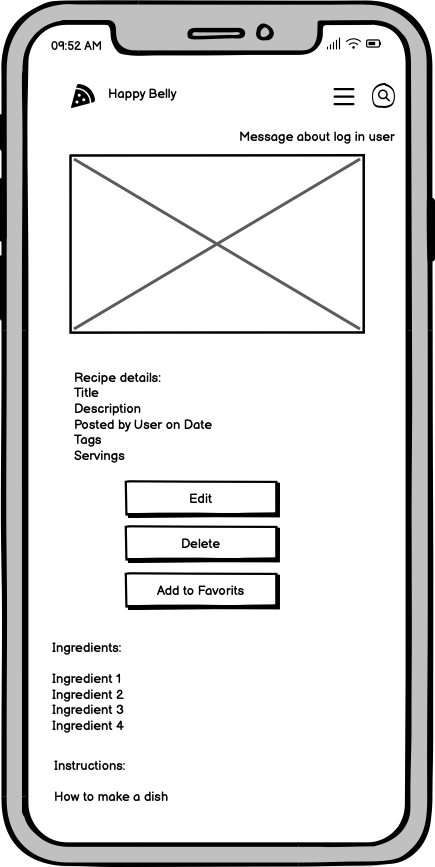 09:52 AM
Happy Belly
Message about log in user
Recipe details:
Title
Description
Posted by User on Date
Tags
Servings
Edit
Delete
Add to Favorits
Ingredients:
Ingredient 1
Ingredient 2
Ingredient 3
Ingredient 4
Instructions:
How to make a dish